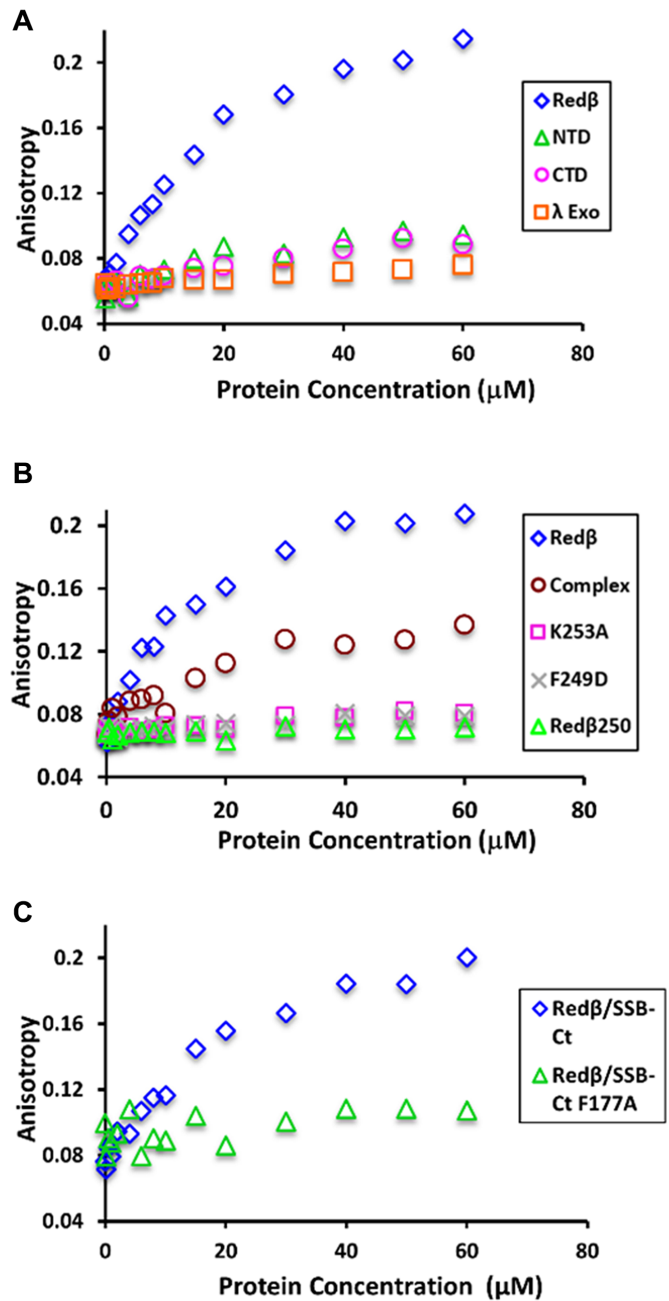 A
0.2
0.16
0.12
0.08
0.04
Anisotropy
0
20
40
60
80
Protein Concentration (μM)
Redβ
NTD
CTD
λ Exo
B
0.2
0.16
0.12
0.08
0.04
Anisotropy
0
20
40
60
80
Protein Concentration (μM)
Redβ
Complex
K253A
F249D
Redβ250
C
0.2
0.16
0.12
0.08
0.04
Anisotropy
0
20
40
60
80
Protein Concentration (μM)
Redβ/SSB-
Ct
Redβ/SSB-
Ct F177A